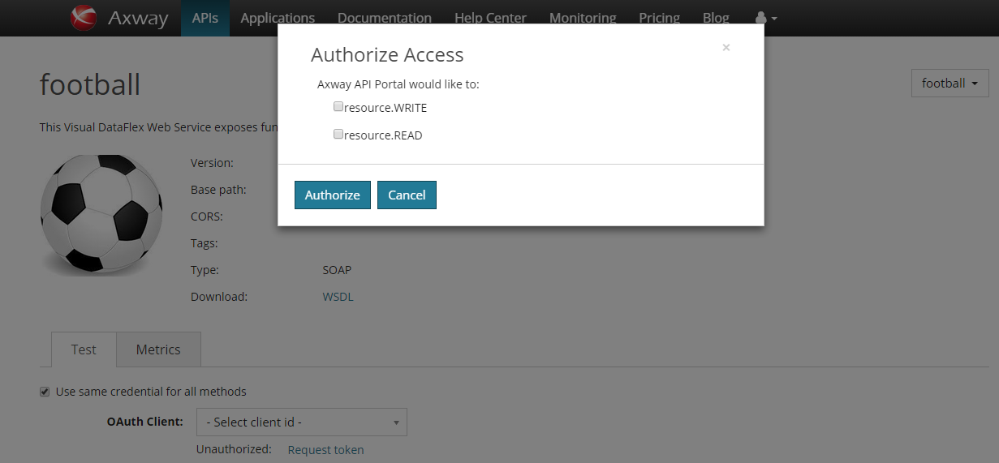 Axway APIs Applications Documentation Help Center Monitoring Pricing Blog
Authorize Access ×
Axway API Portal would like to:
resource.WRITE
resource.READ
Authorize Cancel
football
football
This Visual DataFlex Web Service exposes fun
Version:
Base path:
CORS:
Tags:
Type: SOAP
Download: WSDL
Test Metrics
Use same credential for all methods
OAuth Client: - Select client id -
Unauthorized: Request token